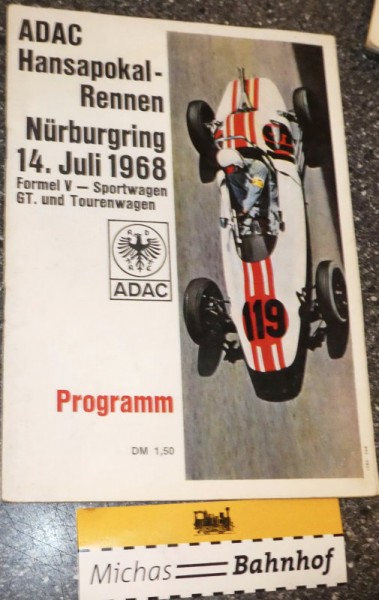 ADAC
Hansapokal-
Rennen
Nürburgring
14. Juli 1968
Formel V — Sportwagen
GT. und Tourenwagen
ADAC
119
Programm
DM 1,50
Michas Bahnhof